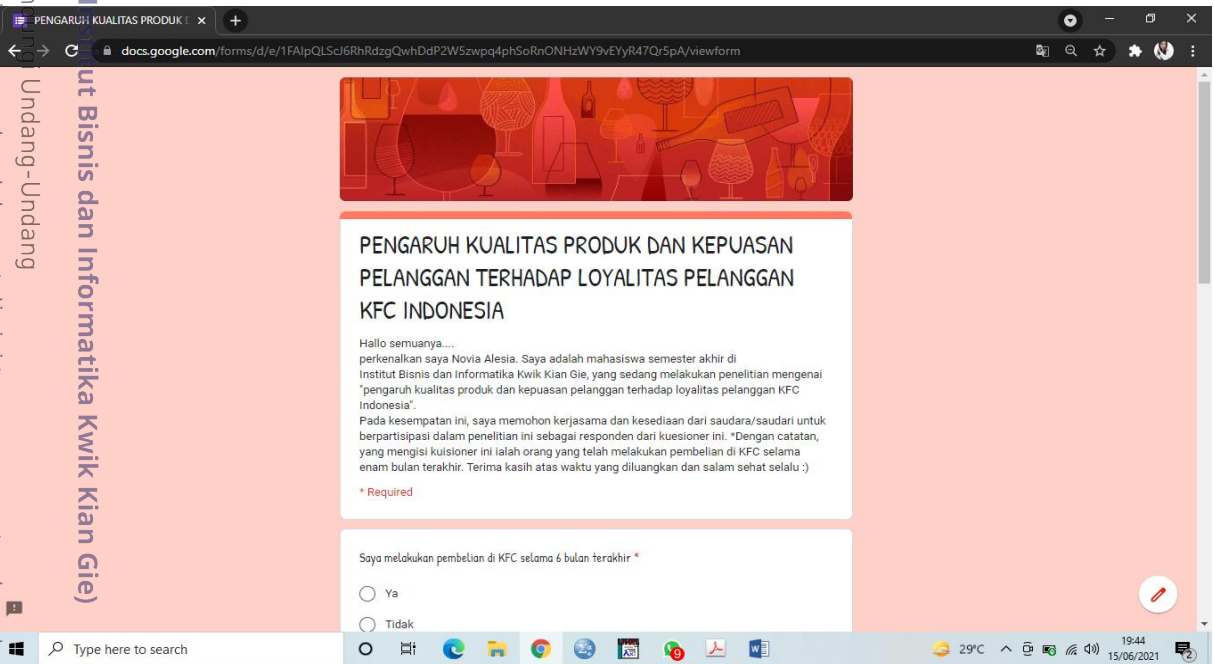 PENGARUH KUALITAS PRODUK D
docs.google.com/forms/d/e/1FAIpQLScJ6RhRdzgQwhDdP2W5zwpq4phSoRnONHzWY9vEYyR47Qr5pA/viewform
PENGARUH KUALITAS PRODUK DAN KEPUASAN
PELANGGAN TERHADAP LOYALITAS PELANGGAN
KFC INDONESIA
Hallo semuanya....
perkenalkan saya Novia Alesia. Saya adalah mahasiswa semester akhir di
Institut Bisnis dan Informatika Kwik Kian Gie, yang sedang melakukan penelitian mengenai
"pengaruh kualitas produk dan kepuasan pelanggan terhadap loyalitas pelanggan KFC
Indonesia".
Pada kesempatan ini, saya memohon kerjasama dan kesediaan dari saudara/saudari untuk
berpartisipasi dalam penelitian ini sebagai responden dari kuesioner ini. *Dengan catatan,
yang mengisi kuisioner ini ialah orang yang telah melakukan pembelian di KFC selama
enam bulan terakhir. Terima kasih atas waktu yang diluangkan dan salam sehat selalu :)
* Required
Saya melakukan pembelian di KFC selama 6 bulan terakhir *
Ya
Tidak
Type here to search
29°C
19:44
15/06/2021
ut Bisnis dan Informatika Kwik Kian Gie)
Undang-Undang